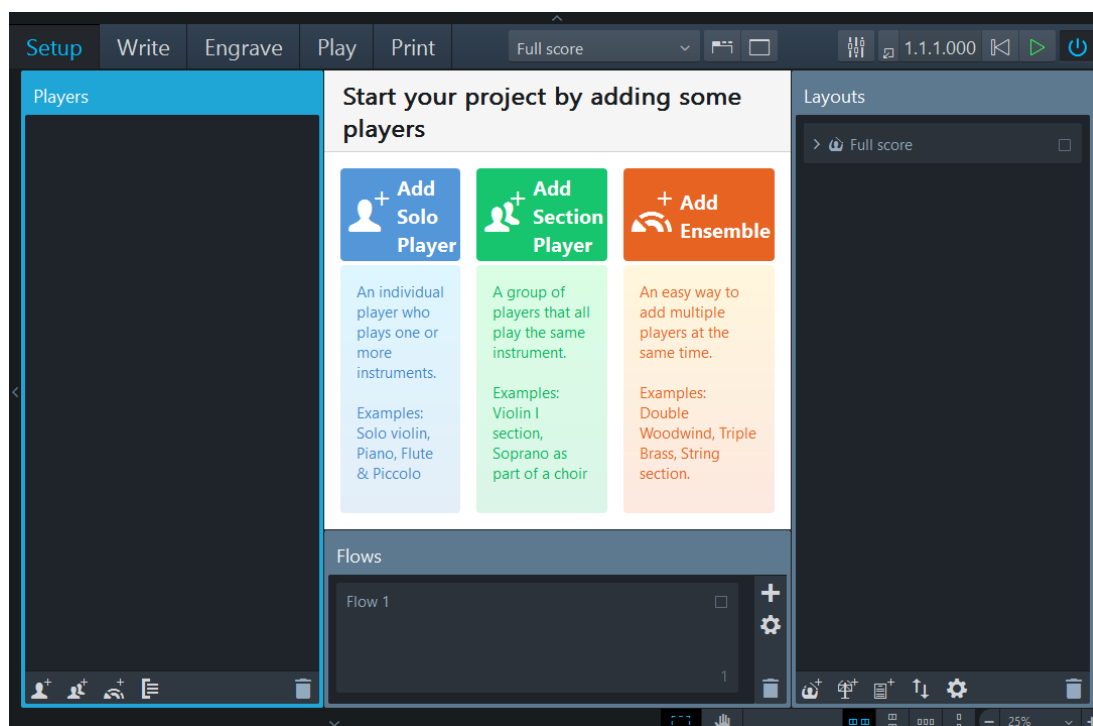 Setup Write Engrave Play Print Full score 1.1.1.000
Players
Start your project by adding some
players
Layouts
Full score
Add
Solo
Player
Add
Section
Player
Add
Ensemble
An individual
player who
plays one or
more
instruments.
Examples:
Solo violin,
Piano, Flute
& Piccolo
A group of
players that all
play the same
instrument.
Examples:
Violin I
section,
Soprano as
part of a choir
An easy way to
add multiple
players at the
same time.
Examples:
Double
Woodwind, Triple
Brass, String
section.
Flows
Flow 1
1
25%